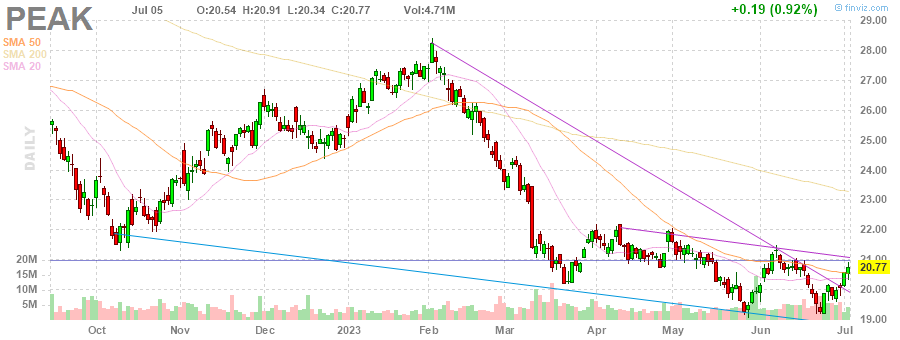 PEAK
Jul 05 O:20.54 H:20.91 L:20.34 C:20.77 Vol:4.71M
+0.19 (0.92%)
@ finviz.com
SMA 50
SMA 200
SMA 20
DAILY
29.00
28.00
27.00
26.00
25.00
24.00
23.00
22.00
21.00
20.77
20.00
19.00
20M
15M
10M
5M
Oct Nov Dec 2023 Feb Mar Apr May Jun Jul